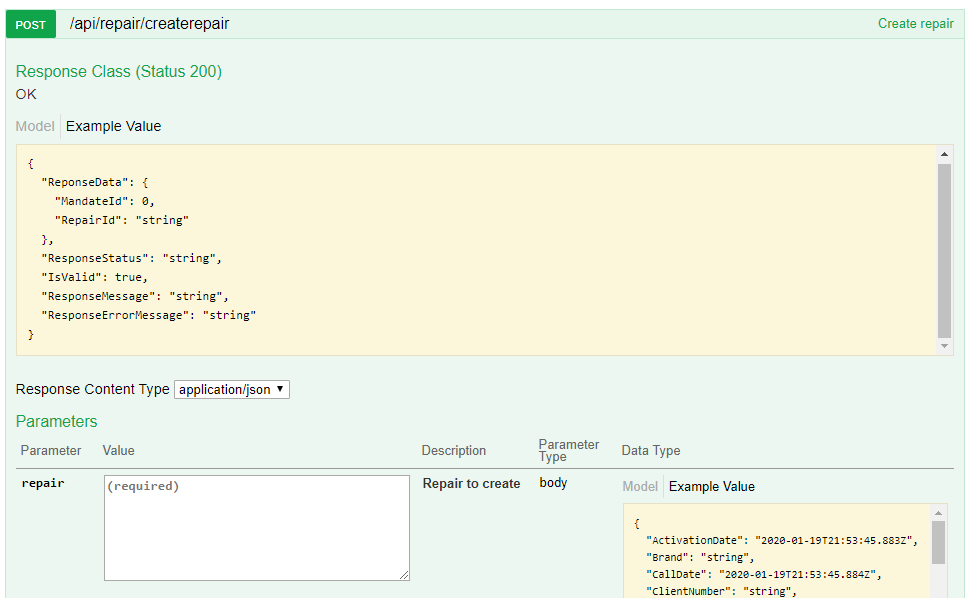 POST /api/repair/createrepair Create repair
Response Class (Status 200)
OK
Model Example Value
{
"ReponseData": {
"MandateId": 0,
"RepairId": "string"
},
"ResponseStatus": "string",
"IsValid": true,
"ResponseMessage": "string",
"ResponseErrorMessage": "string"
}
Response Content Type application/json
Parameters
Parameter Value Description Parameter Type Data Type
repair (required) Repair to create body Model Example Value
{
"ActivationDate": "2020-01-19T21:53:45.883Z",
"Brand": "string",
"CallDate": "2020-01-19T21:53:45.884Z",
"ClientNumber": "string",